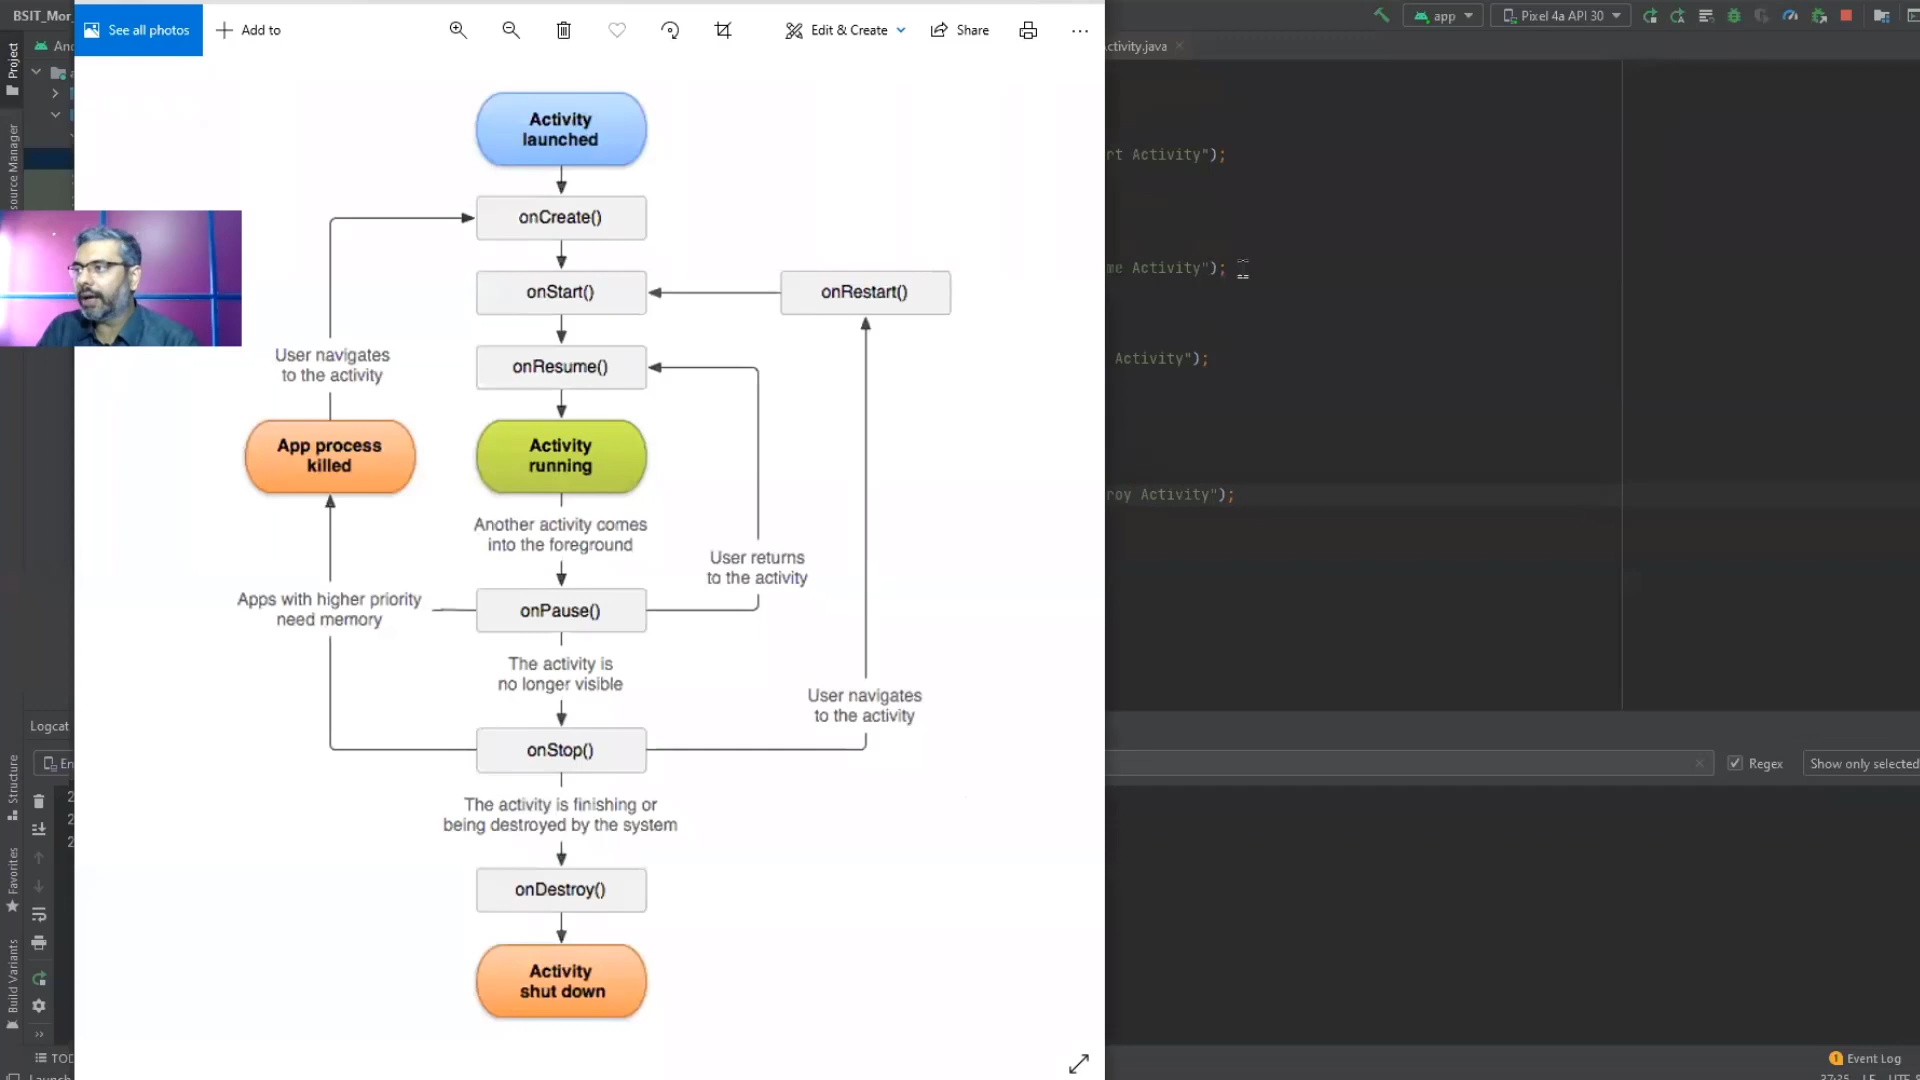 BSIT_Mor
See all photos
Add to
Edit & Create
Share
app
Pixel 4a API 30
Project
ctivity.java
Activity
launched
rt Activity");
source Manager
onCreate()
me Activity");
onStart()
onRestart()
User navigates
to the activity
onResume()
Activity");
App process
killed
Activity
running
roy Activity");
Another activity comes
into the foreground
User returns
to the activity
Apps with higher priority
need memory
onPause()
The activity is
no longer visible
User navigates
to the activity
Logcat
onStop()
Regex
Show only selected
Structure
The activity is finishing or
being destroyed by the system
Favorites
onDestroy()
Build Variants
Activity
shut down
TOD
Event Log